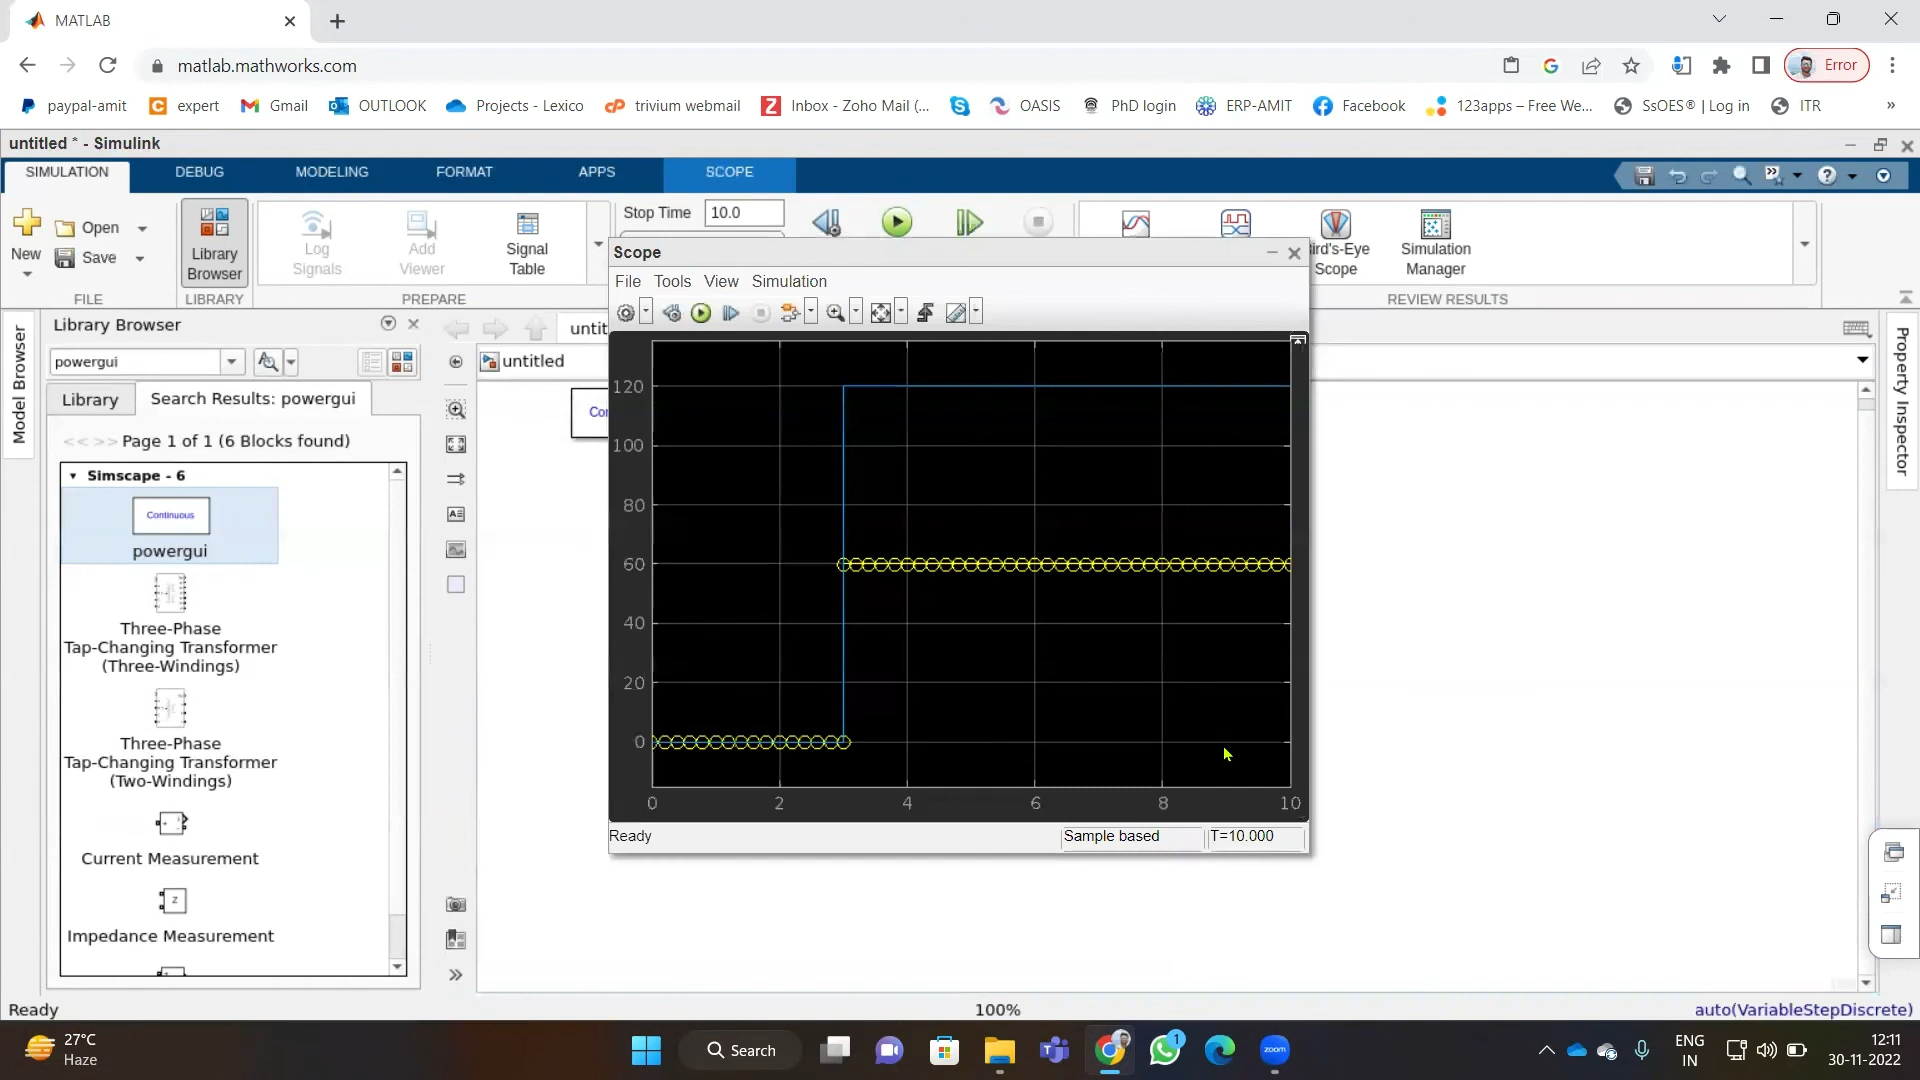 MATLAB
matlab.mathworks.com
Error
paypal-amit
expert
Gmail
OUTLOOK
Projects - Lexico
trivium webmail
Inbox - Zoho Mail (...
OASIS
PhD login
ERP-AMIT
Facebook
123apps – Free We...
SsOES® | Log in
ITR
»
untitled * - Simulink
SIMULATION
DEBUG
MODELING
FORMAT
APPS
SCOPE
New
Open
Save
FILE
Library
Browser
LIBRARY
Log
Signals
Add
Viewer
Signal
Table
PREPARE
Stop Time
10.0
ird's-Eye
Scope
Simulation
Manager
REVIEW RESULTS
Model Browser
Library Browser
powergui
Library
Search Results: powergui
<< >> Page 1 of 1 (6 Blocks found)
Simscape - 6
Continuous
powergui
Three-Phase
Tap-Changing Transformer
(Three-Windings)
Three-Phase
Tap-Changing Transformer
(Two-Windings)
Current Measurement
Z
Impedance Measurement
untit
untitled
Cor
Scope
File Tools View Simulation
120
100
80
60
40
20
0
0 2 4 6 8 10
Ready
Sample based
T=10.000
Property Inspector
Ready
100%
auto(VariableStepDiscrete)
27°C
Haze
Search
1
zoom
ENG
IN
12:11
30-11-2022